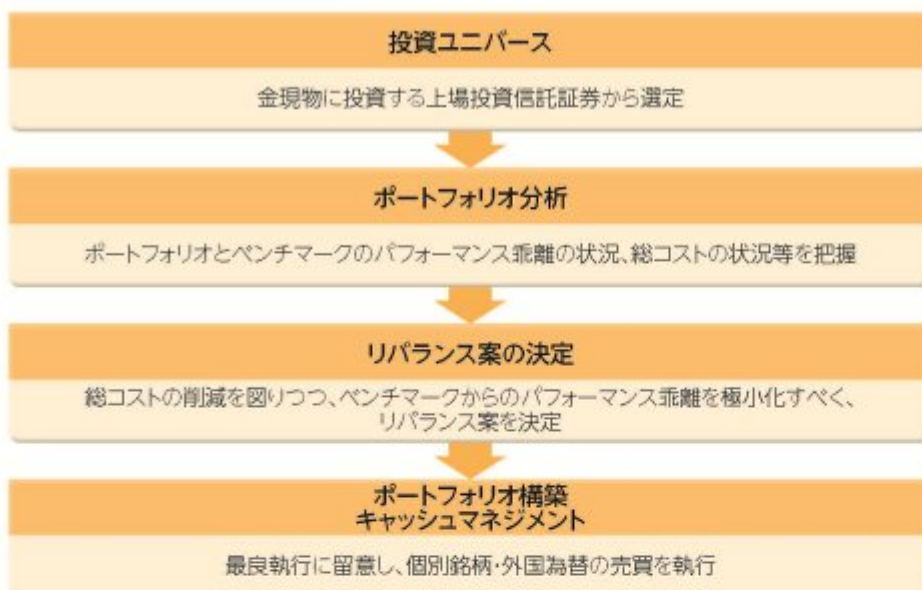 投資ユニバース
金現物に投資する上場投資信託証券から選定
ポートフォリオ分析
ポートフォリオとベンチマークのパフォーマンス乖離の状況、総コストの状況等を把握
リバランス案の決定
総コストの削減を図りつつ、ベンチマークからのパフォーマンス乖離を極小化すべく、
リバランス案を決定
ポートフォリオ構築
キャッシュマネジメント
最良執行に留意し、個別銘柄・外国為替の売買を執行